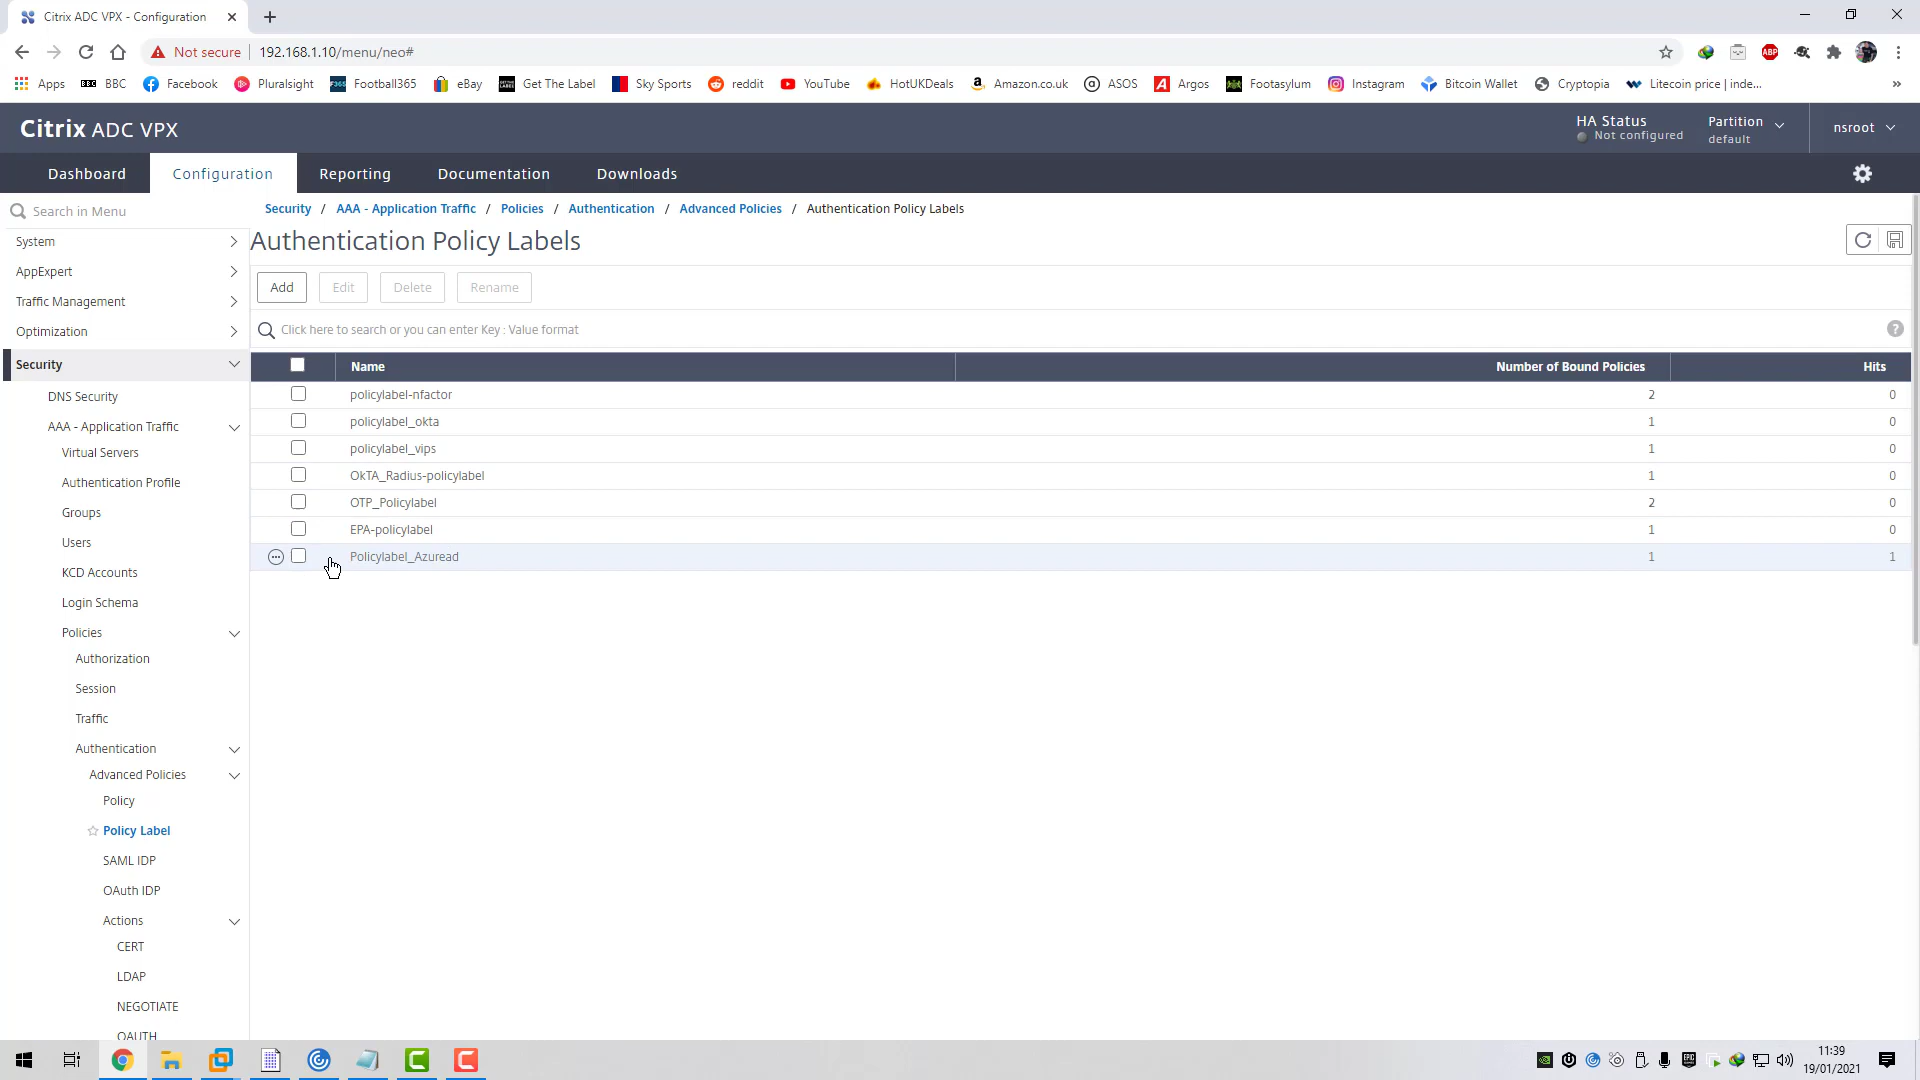 Citrix ADC VPX - Configuration
Not secure
192.168.1.10/menu/neo#
Apps
BBC
Facebook
Pluralsight
Football365
eBay
Get The Label
Sky Sports
reddit
YouTube
HotUKDeals
Amazon.co.uk
ASOS
Argos
Footasylum
Instagram
Bitcoin Wallet
Cryptopia
Litecoin price | inde...
Citrix ADC VPX
HA Status
Not configured
Partition
default
nsroot
Dashboard
Configuration
Reporting
Documentation
Downloads
Search in Menu
Security / AAA - Application Traffic / Policies / Authentication / Advanced Policies / Authentication Policy Labels
System
AppExpert
Traffic Management
Optimization
Security
DNS Security
AAA - Application Traffic
Virtual Servers
Authentication Profile
Groups
Users
KCD Accounts
Login Schema
Policies
Authorization
Session
Traffic
Authentication
Advanced Policies
Policy
Policy Label
SAML IDP
OAuth IDP
Actions
CERT
LDAP
NEGOTIATE
OAUTH
Authentication Policy Labels
Add
Edit
Delete
Rename
Click here to search or you can enter Key : Value format
Name Number of Bound Policies Hits
policylabel-nfactor 2 0
policylabel_okta 1 0
policylabel_vips 1 0
OkTA_Radius-policylabel 1 0
OTP_Policylabel 2 0
EPA-policylabel 1 0
Policylabel_Azuread 1 1
11:39
19/01/2021